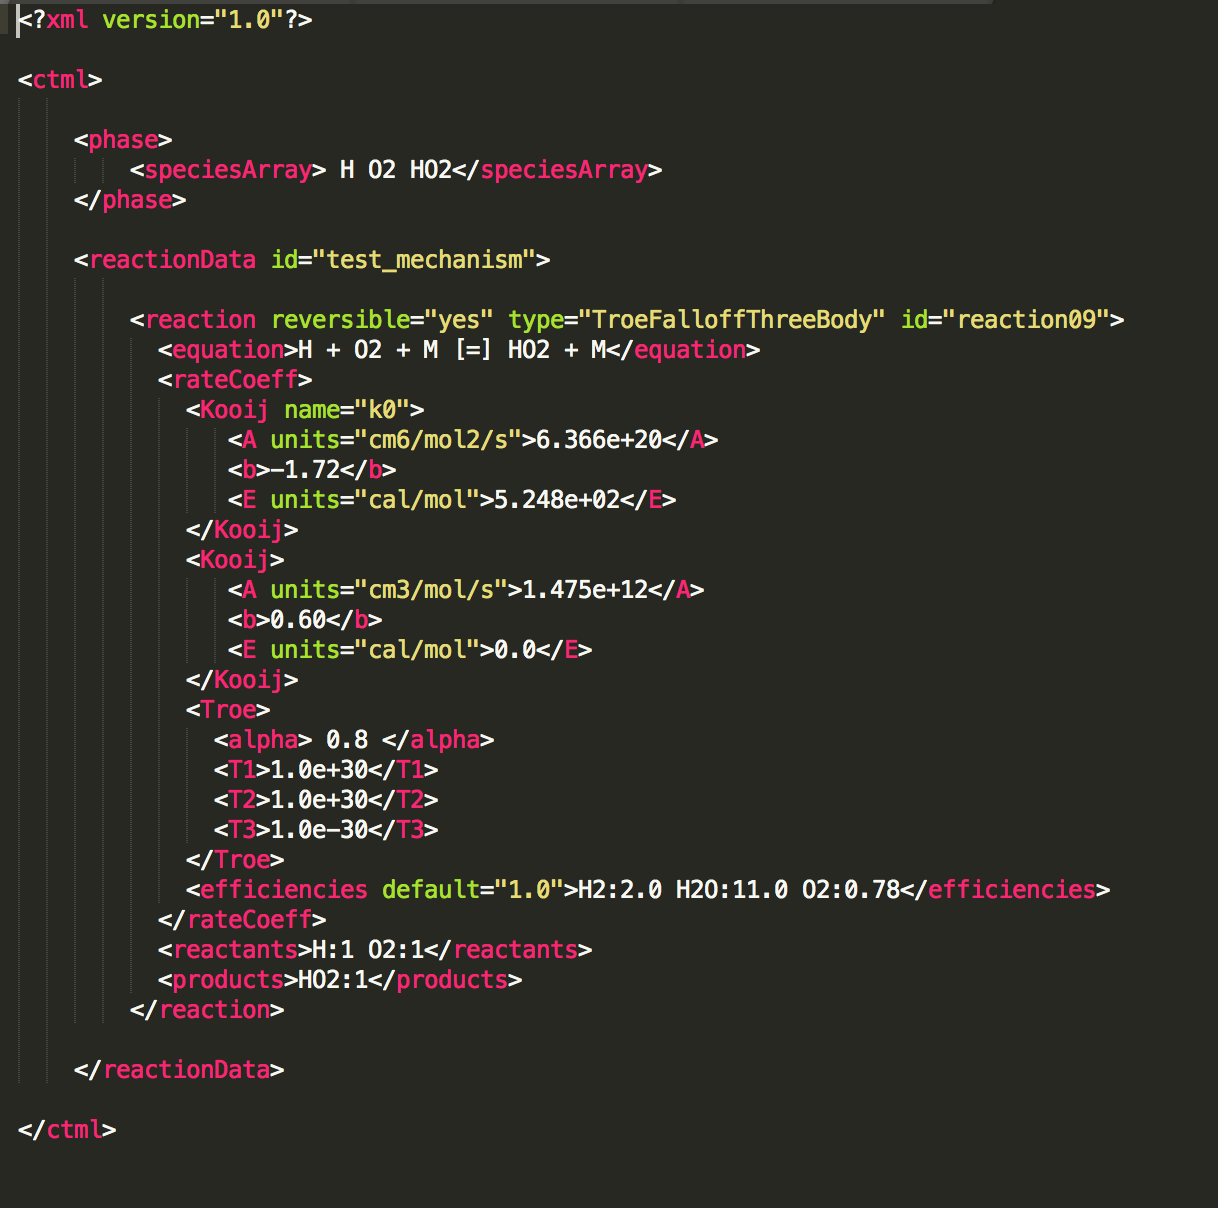 <?xml version="1.0"?>
<ctml>
<phase>
<speciesArray> H O2 HO2</speciesArray>
</phase>
<reactionData id="test_mechanism">
<reaction reversible="yes" type="TroeFalloffThreeBody" id="reaction09">
<equation>H + O2 + M [=] HO2 + M</equation>
<rateCoeff>
<Kooij name="k0">
<A units="cm6/mol2/s">6.366e+20</A>
<b>-1.72</b>
<E units="cal/mol">5.248e+02</E>
</Kooij>
<Kooij>
<A units="cm3/mol/s">1.475e+12</A>
<b>0.60</b>
<E units="cal/mol">0.0</E>
</Kooij>
<Troe>
<alpha> 0.8 </alpha>
<T1>1.0e+30</T1>
<T2>1.0e+30</T2>
<T3>1.0e-30</T3>
</Troe>
<efficiencies default="1.0">H2:2.0 H2O:11.0 O2:0.78</efficiencies>
</rateCoeff>
<reactants>H:1 O2:1</reactants>
<products>HO2:1</products>
</reaction>
</reactionData>
</ctml>